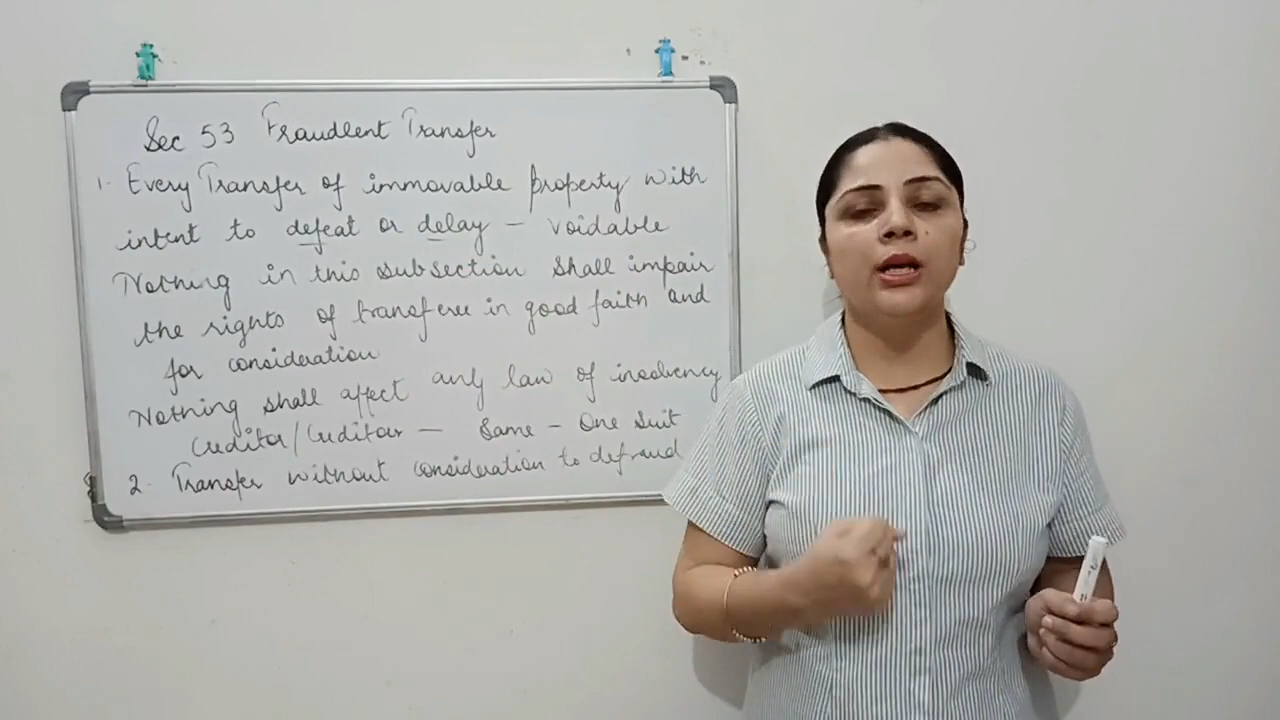 Sec 53 Fraudlent Transfer
1. Every Transfer of immovable property with
intent to defeat or delay - voidable
Nothing in this subsection shall impair
the rights of transferee in good faith and
for consideration
Nothing shall affect any law of insolvency
Creditor/Creditors - Same - One Suit
2. Transfer without consideration to defraud